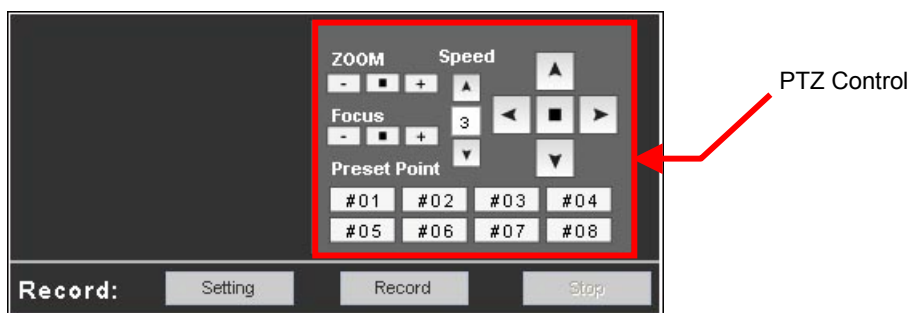 ZOOM Speed
- ■ +
Focus
3
- ■ +
Preset Point
#01 #02 #03 #04
#05 #06 #07 #08
Record: Setting Record Stop
PTZ Control